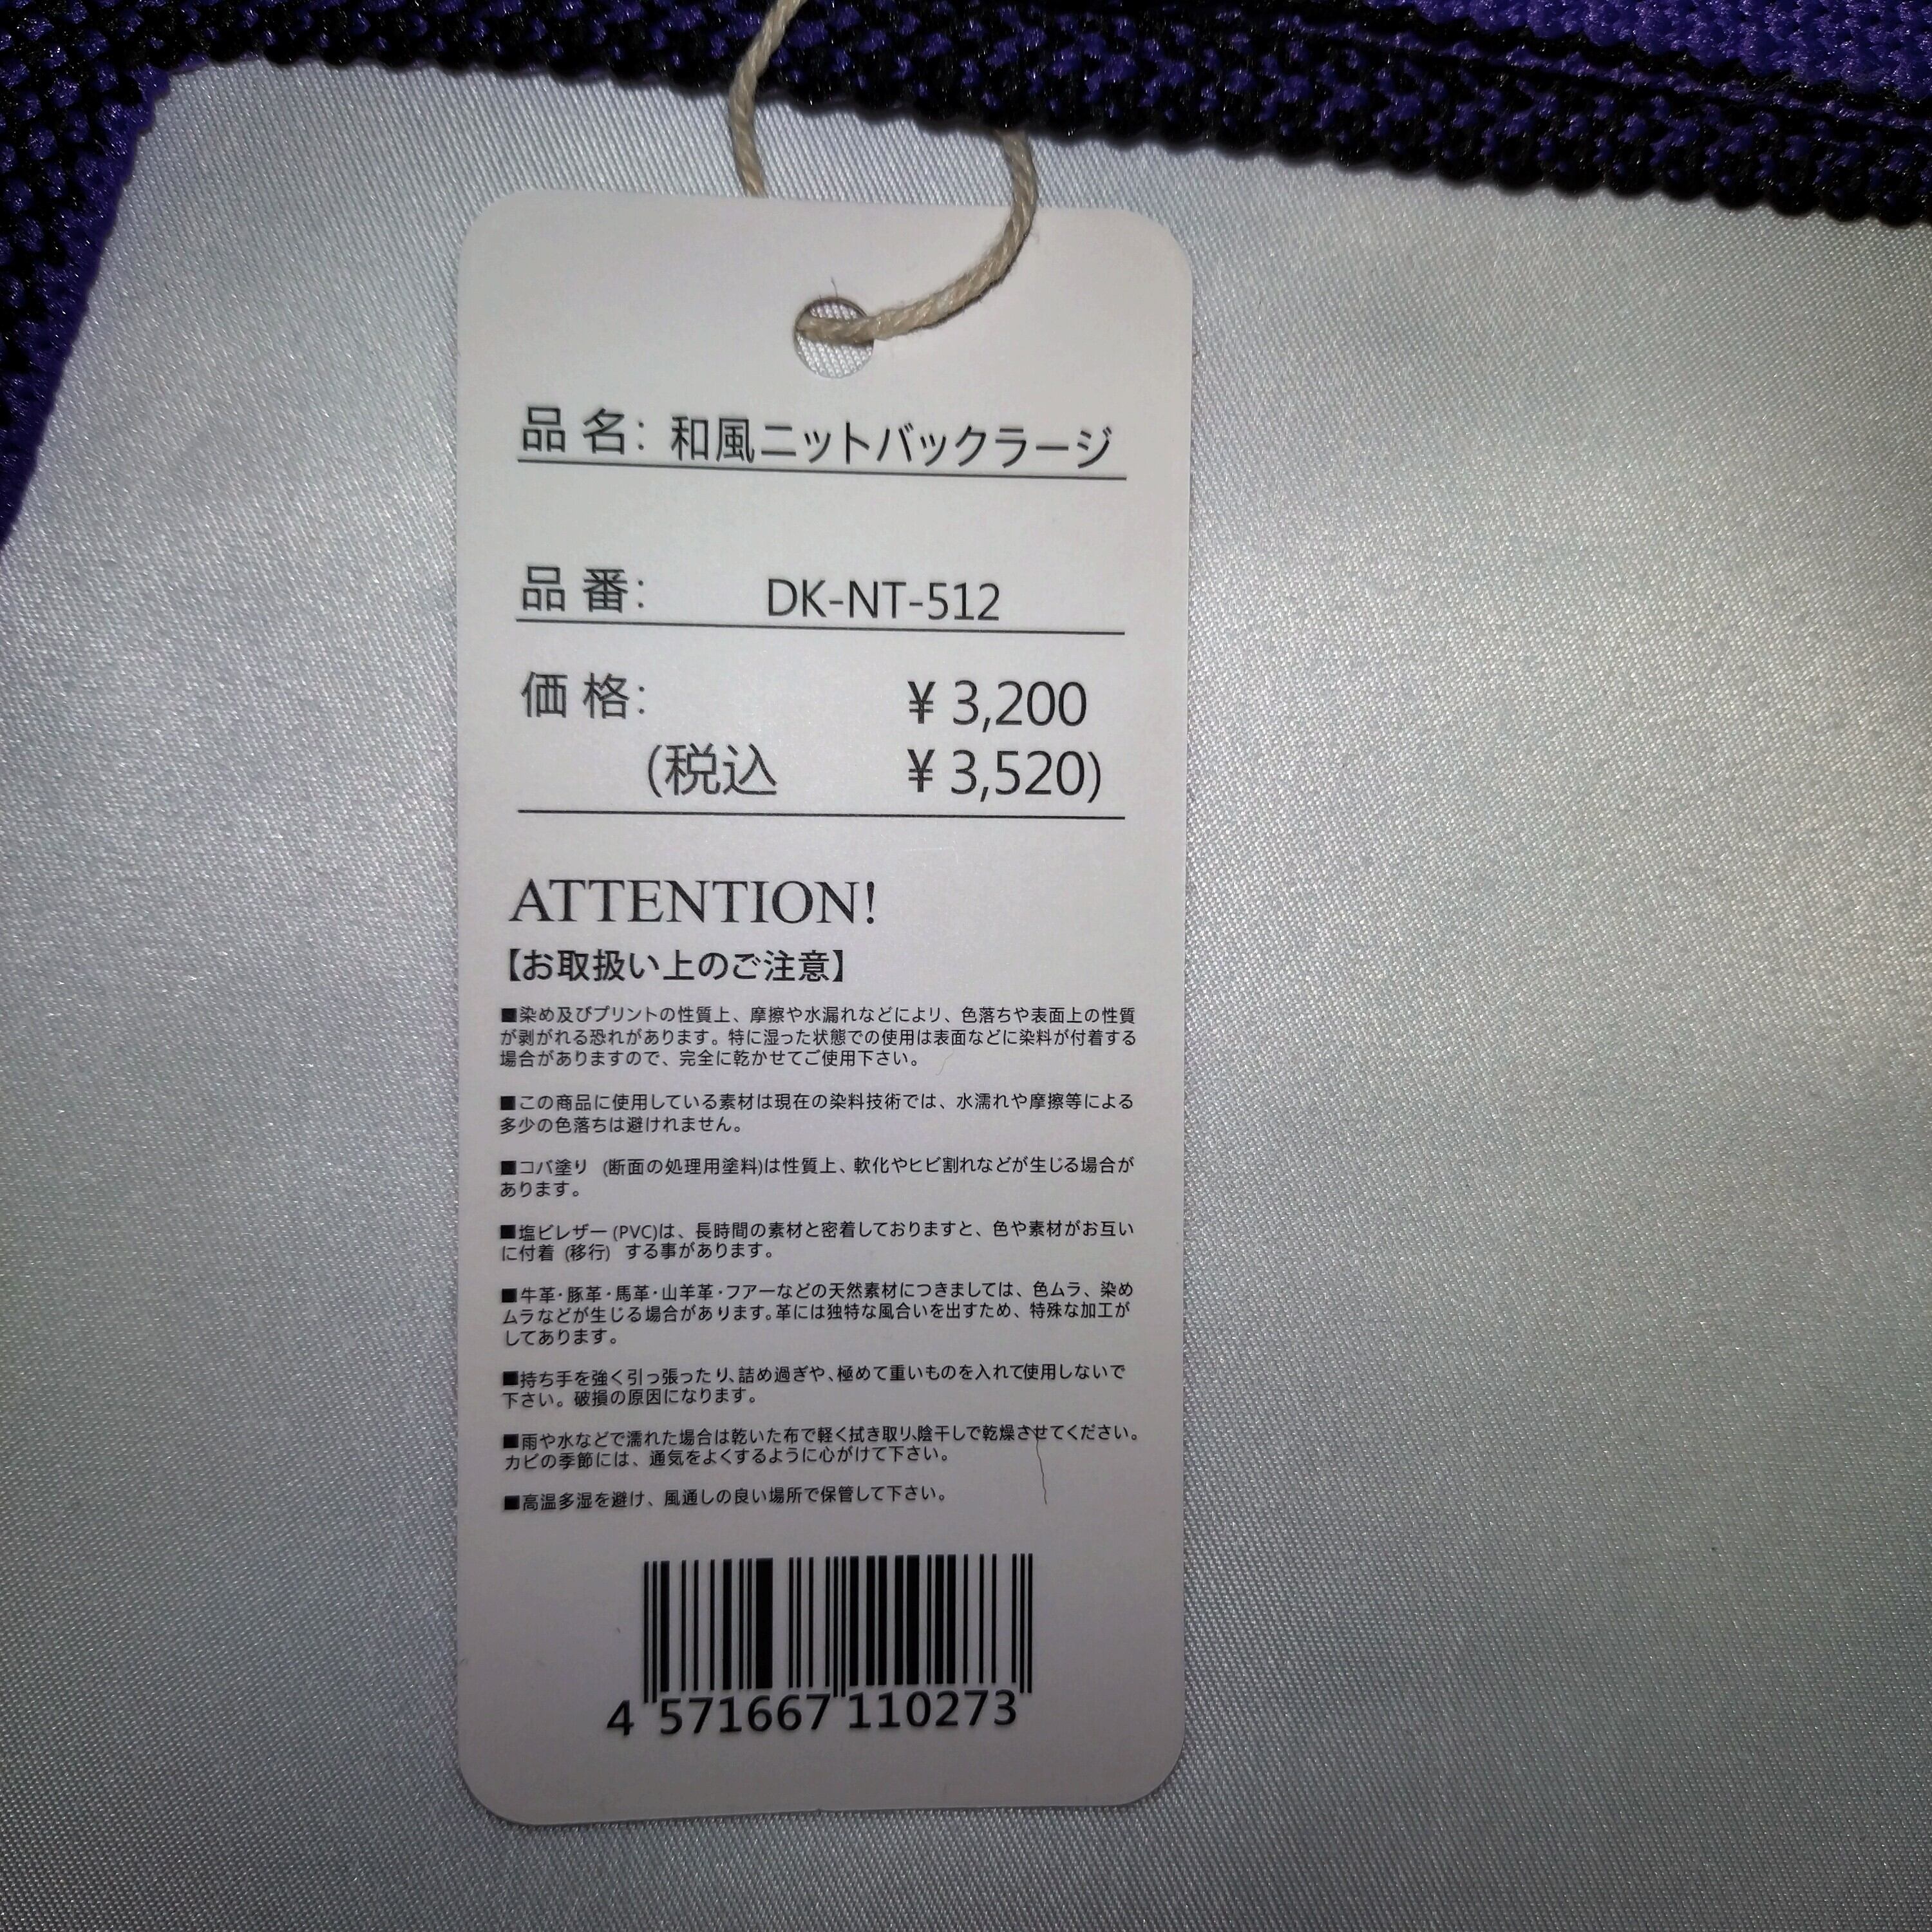 品 名: 和風ニットバックラージ
品 番: DK-NT-512
価 格: ¥ 3,200
(税込 ¥ 3,520)
ATTENTION!
【お取扱い上のご注意】
■染め及びプリントの性質上、摩擦や水漏れなどにより、色落ちや表面上の性質
が剥がれる恐れがあります。特に湿った状態での使用は表面などに染料が付着する
場合がありますので、完全に乾かせてご使用下さい。
■この商品に使用している素材は現在の染料技術では、水濡れや摩擦等による
多少の色落ちは避けれません。
■コバ塗り (断面の処理用塗料)は性質上、軟化やヒビ割れなどが生じる場合が
あります。
■塩ビレザー (PVC)は、長時間の素材と密着しておりますと、色や素材がお互い
に付着 (移行) する事があります。
■牛革・豚革・馬革・山羊革・フアーなどの天然素材につきましては、色ムラ、染め
ムラなどが生じる場合があります。革には独特な風合いを出すため、特殊な加工が
してあります。
■持ち手を強く引っ張ったり、詰め過ぎや、極めて重いものを入れて使用しないで
下さい。破損の原因になります。
■雨や水などで濡れた場合は乾いた布で軽く拭き取り、陰干しで乾燥させてください。
カビの季節には、通気をよくするように心がけて下さい。
■高温多湿を避け、風通しの良い場所で保管して下さい。
4 571667 110273